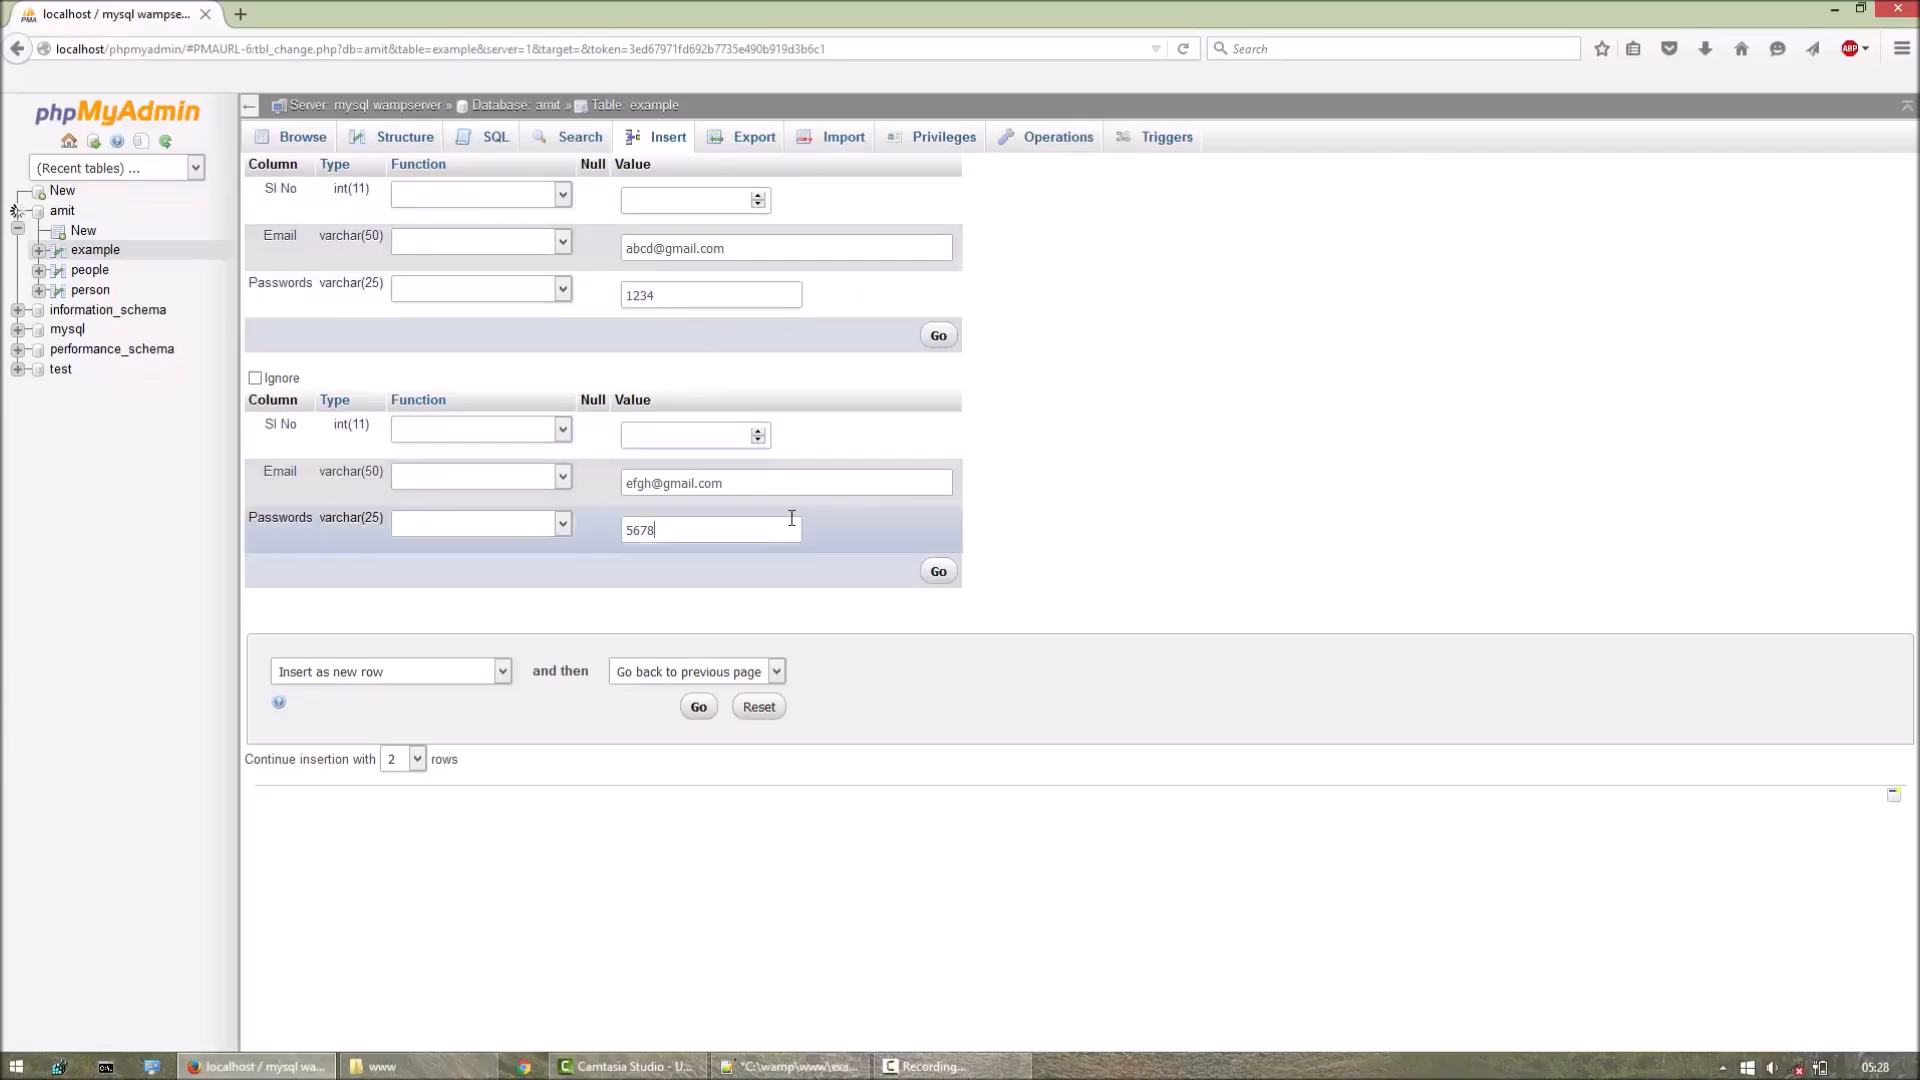 localhost / mysql wampse...
localhost/phpmyadmin/#PMAURL-6:tbl_change.php?db=amit&table=example&server=1&target=&token=3ed67971fd692b7735e490b919d3b6c1
Search
ABP
phpMyAdmin
Server: mysql wampserver » Database: amit » Table: example
Browse Structure SQL Search Insert Export Import Privileges Operations Triggers
(Recent tables) ...
New
amit
New
example
people
person
information_schema
mysql
performance_schema
test
Column Type Function Null Value
SI No int(11)
Email varchar(50) abcd@gmail.com
Passwords varchar(25) 1234
Go
Ignore
Column Type Function Null Value
SI No int(11)
Email varchar(50) efgh@gmail.com
Passwords varchar(25) 5678
Go
Insert as new row and then Go back to previous page
Go Reset
Continue insertion with 2 rows
localhost / mysql wa... www Camtasia Studio - U... *C:\wamp\www\exa... Recording... 05:28